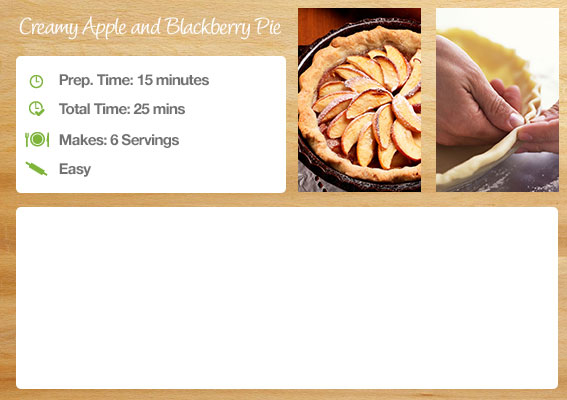 Creamy Apple and Blackberry Pie
Prep. Time: 15 minutes
Total Time: 25 mins
Makes: 6 Servings
Easy